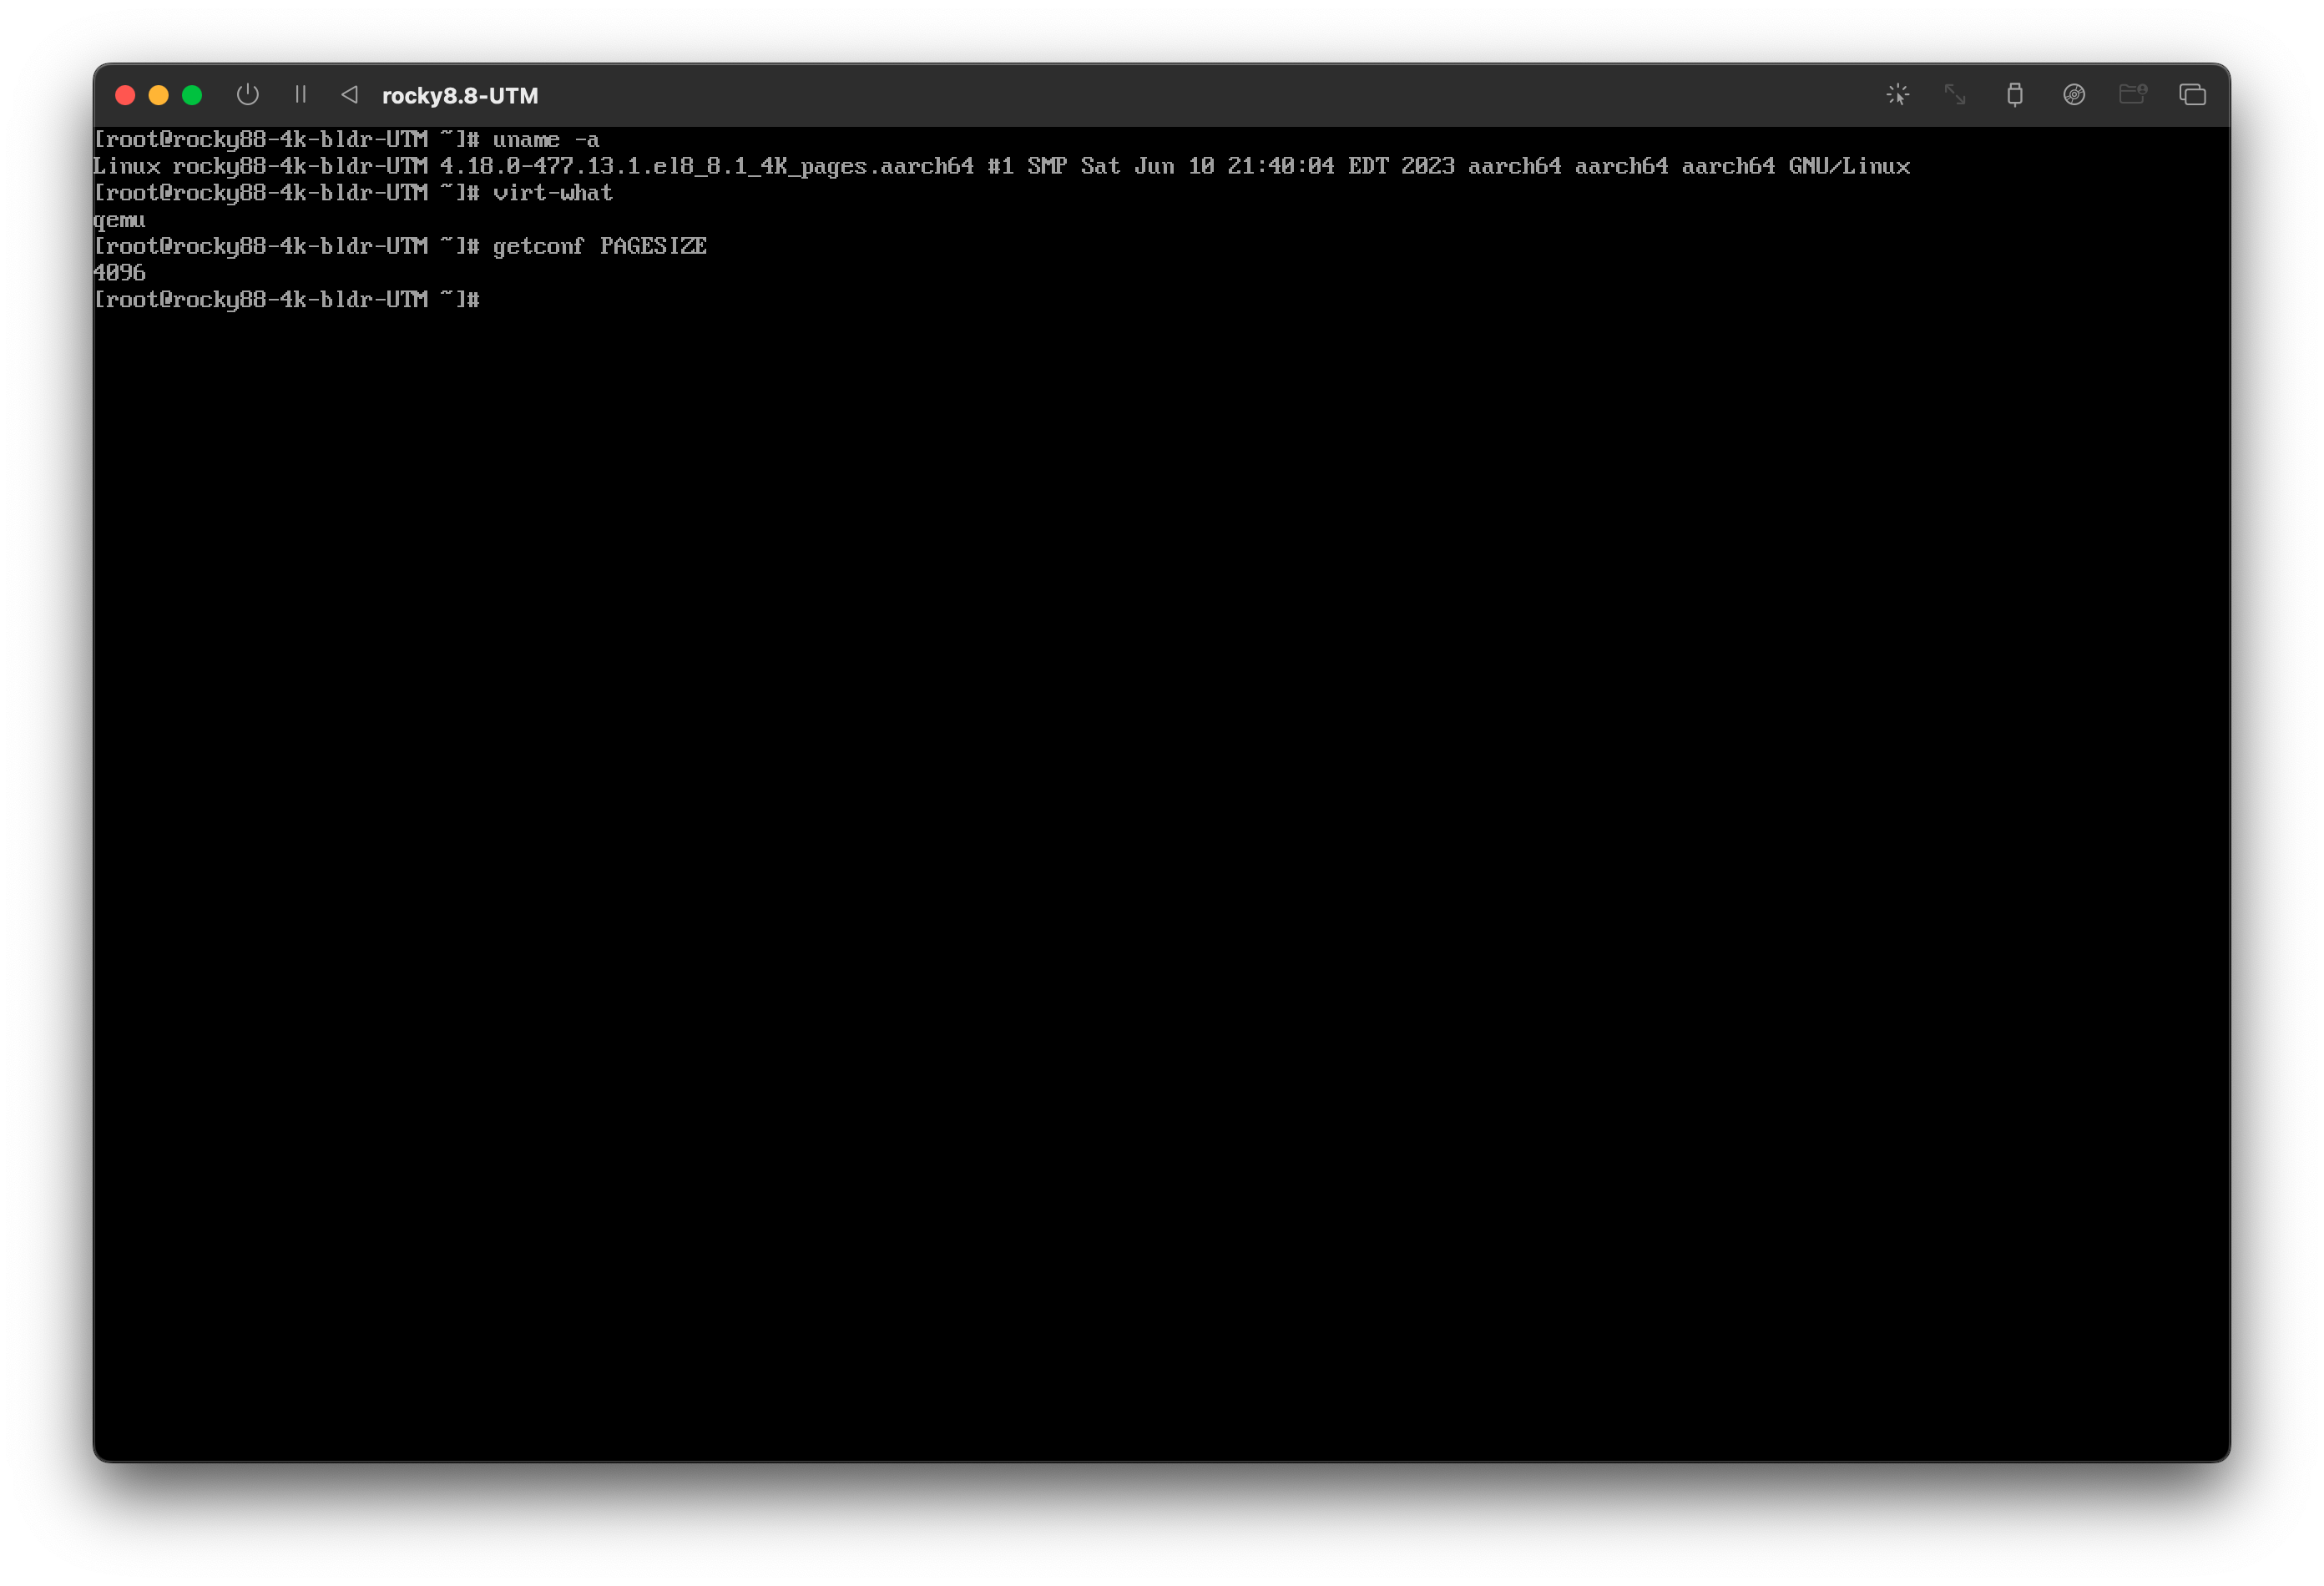 rocky8.8-UTM
[root@rocky88-4k-bldr-UTM ~]# uname -a
Linux rocky88-4k-bldr-UTM 4.18.0-477.13.1.el8_8.1_4K_pages.aarch64 #1 SMP Sat Jun 10 21:40:04 EDT 2023 aarch64 aarch64 aarch64 GNU/Linux
[root@rocky88-4k-bldr-UTM ~]# virt-what
qemu
[root@rocky88-4k-bldr-UTM ~]# getconf PAGESIZE
4096
[root@rocky88-4k-bldr-UTM ~]#